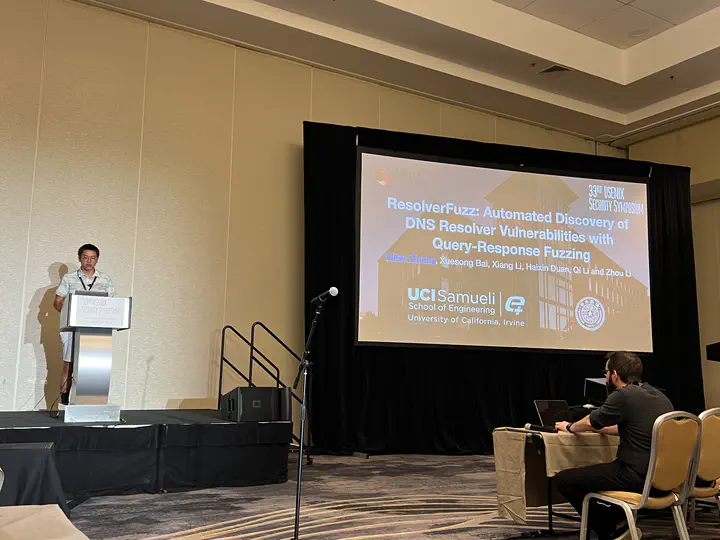 33RD USENIX
SECURITY SYMPOSIUM
ResolverFuzz: Automated Discovery of
DNS Resolver Vulnerabilities with
Query-Response Fuzzing
Xuesong Bai, Xiang Li, Haixin Duan, Qi Li and Zhou Li
UCI Samueli
School of Engineering
University of California, Irvine